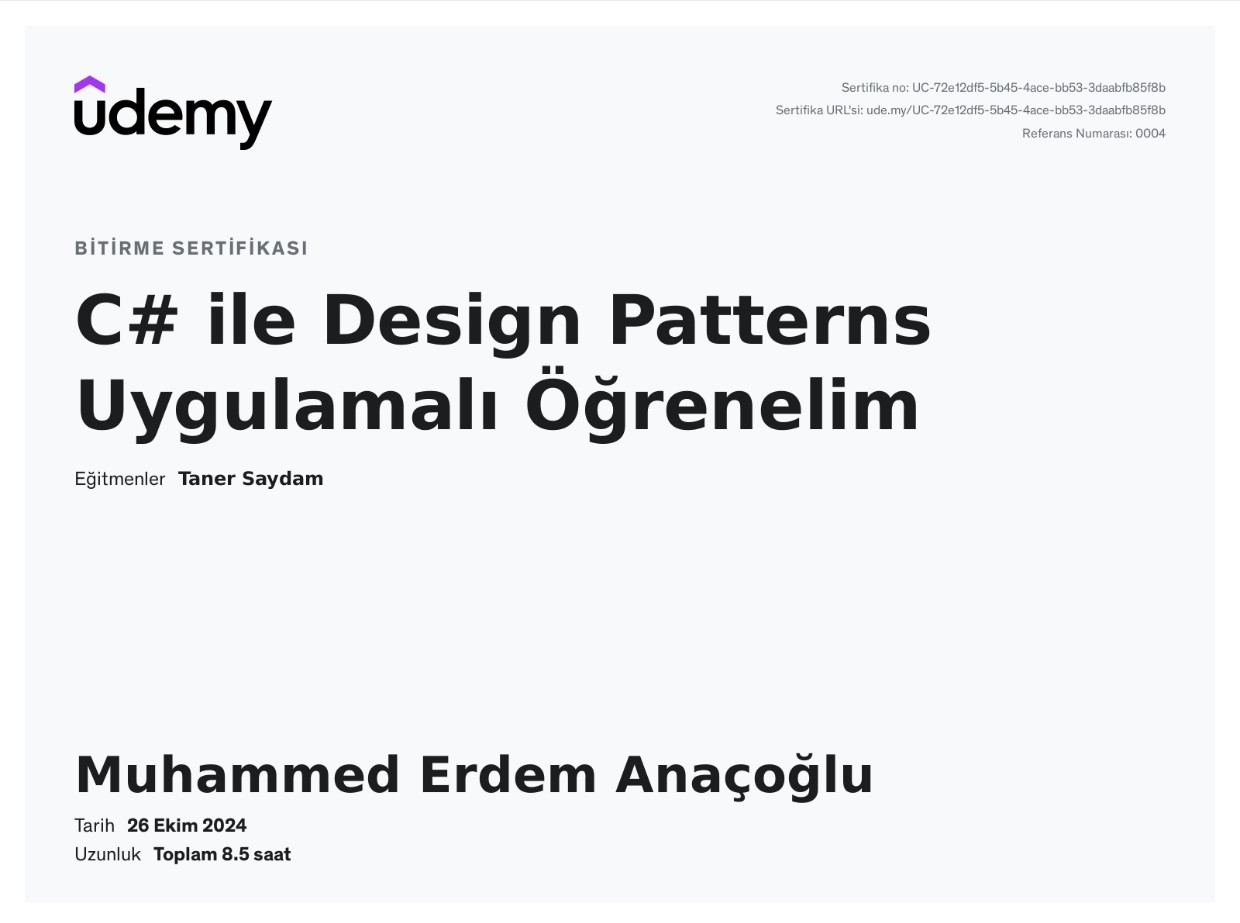 udemy
Sertifika no: UC-72e12df5-5b45-4ace-bb53-3daabfb85f8b
Sertifika URL'si: ude.my/UC-72e12df5-5b45-4ace-bb53-3daabfb85f8b
Referans Numarası: 0004
BİTİRME SERTİFİKASI
C# ile Design Patterns
Uygulamalı Öğrenelim
Eğitmenler Taner Saydam
Muhammed Erdem Anaçoğlu
Tarih 26 Ekim 2024
Uzunluk Toplam 8.5 saat